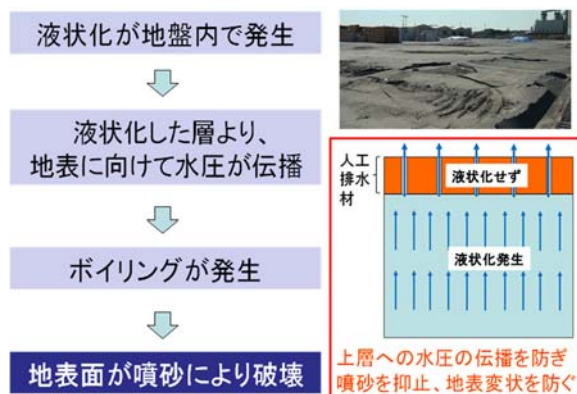 液状化が地盤内で発生
液状化した層より、
地表に向けて水圧が伝播
ボイリングが発生
地表面が噴砂により破壊
人工
排水
材
液状化せず
液状化発生
上層への水圧の伝播を防ぎ
噴砂を抑止、地表変状を防ぐ